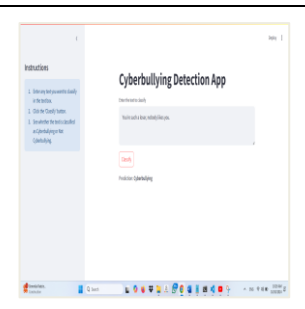 Deploy
Instructions
1. Enter any text you want to classify
in the textbox.
2. Click the 'Classify' button.
3. See whether the text is classified
as Cyberbullying or Not
Cyberbullying.
Cyberbullying Detection App
Enter the text to classify
You're such a loser, nobody likes you.
Classify
Prediction: Cyberbullying
Search